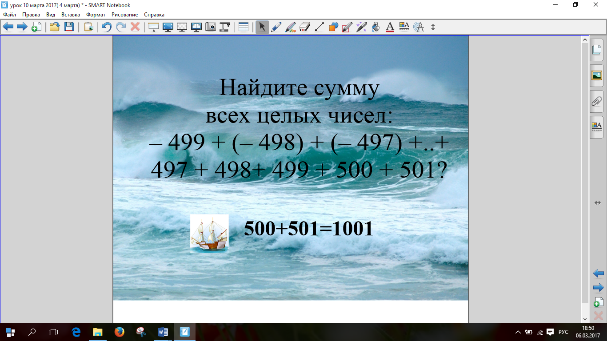 урок 10 марта 2017( 4 марта) * - SMART Notebook
Файл Правка Вид Вставка Формат Рисование Справка
Найдите сумму
всех целых чисел:
– 499 + (– 498) + (– 497) +..+
497 + 498+ 499 + 500 + 501?
500+501=1001
РУС
18:50
06.03.2017